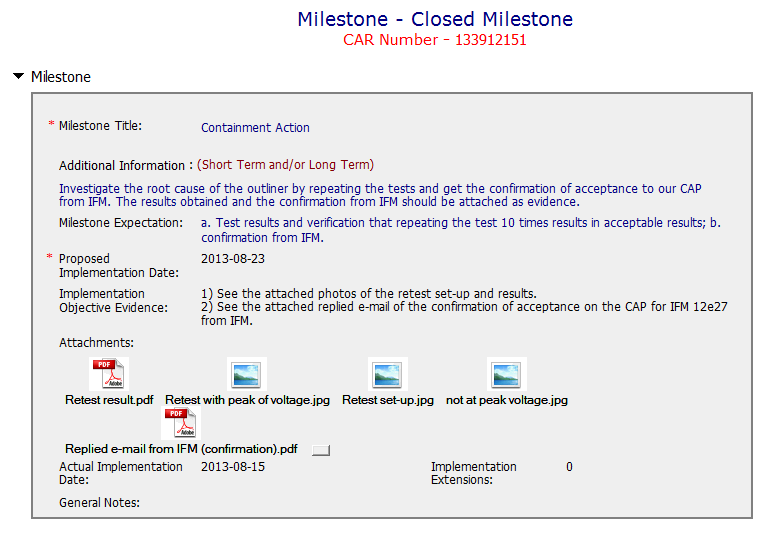 Milestone - Closed Milestone
CAR Number - 133912151
Milestone
* Milestone Title: Containment Action
Additional Information : (Short Term and/or Long Term)
Investigate the root cause of the outliner by repeating the tests and get the confirmation of acceptance to our CAP
from IFM. The results obtained and the confirmation from IFM should be attached as evidence.
Milestone Expectation: a. Test results and verification that repeating the test 10 times results in acceptable results; b.
confirmation from IFM.
* Proposed 2013-08-23
Implementation Date:
Implementation 1) See the attached photos of the retest set-up and results.
Objective Evidence: 2) See the attached replied e-mail of the confirmation of acceptance on the CAP for IFM 12e27
from IFM.
Attachments:
PDF
Adobe
Retest result.pdf Retest with peak of voltage.jpg Retest set-up.jpg not at peak voltage.jpg
PDF
Adobe
Replied e-mail from IFM (confirmation).pdf
Actual Implementation 2013-08-15 Implementation 0
Date: Extensions:
General Notes: